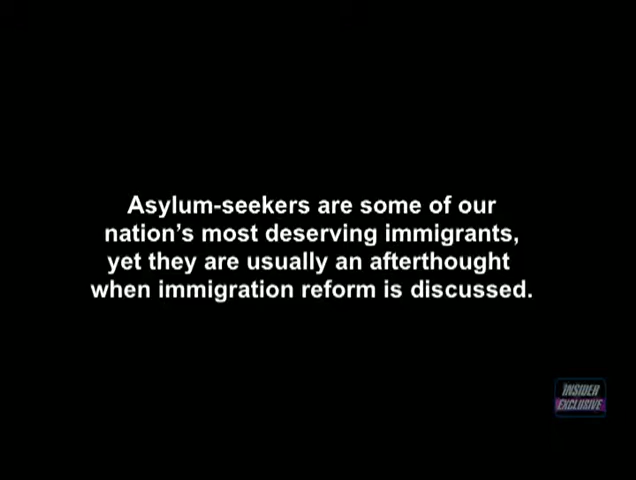 Asylum-seekers are some of our
nation's most deserving immigrants,
yet they are usually an afterthought
when immigration reform is discussed.
INSIDER
EXCLUSIVE